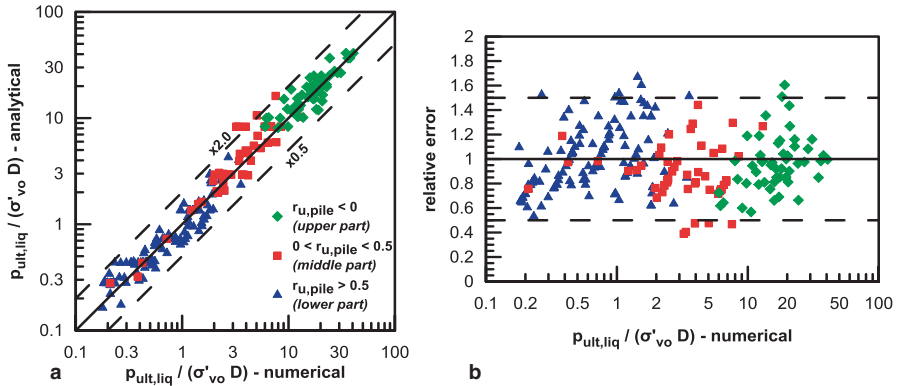 100
30
10
3
1
0.3
0.1
p_ult,liq / (σ'_vo D) - analytical
x2.0
x0.5
r_u,pile < 0
(upper part)
0 < r_u,pile < 0.5
(middle part)
r_u,pile > 0.5
(lower part)
0.1 0.3 1 3 10 30 100
p_ult,liq / (σ'_vo D) - numerical
a
2
1.8
1.6
1.4
1.2
1
0.8
0.6
0.4
0.2
0
relative error
0.1 0.2 0.5 1 2 5 10 20 50 100
p_ult,liq / (σ'_vo D) - numerical
b